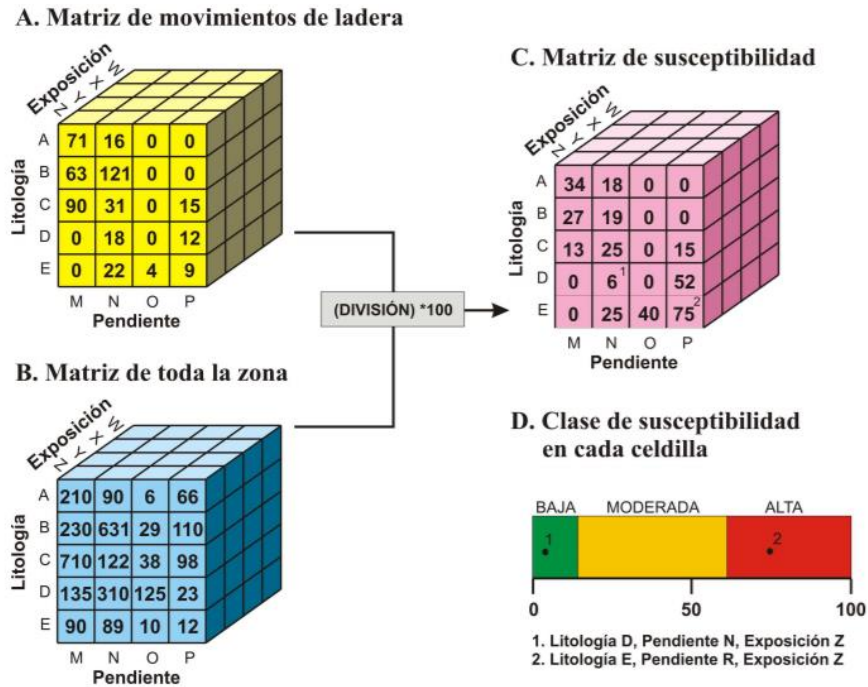 A. Matriz de movimientos de ladera
Exposición
Z Y X W
Litología
A 71 16 0 0
B 63 121 0 0
C 90 31 0 15
D 0 18 0 12
E 0 22 4 9
M N O P
Pendiente
B. Matriz de toda la zona
Exposición
Z Y X W
Litología
A 210 90 6 66
B 230 631 29 110
C 710 122 38 98
D 135 310 125 23
E 90 89 10 12
M N O P
Pendiente
(DIVISIÓN) *100
C. Matriz de susceptibilidad
Exposición
Z Y X W
Litología
A 34 18 0 0
B 27 19 0 0
C 13 25 0 15
D 0 6¹ 0 52
E 0 25 40 75²
M N O P
Pendiente
D. Clase de susceptibilidad
en cada celdilla
BAJA MODERADA ALTA
1 2
0 50 100
1. Litología D, Pendiente N, Exposición Z
2. Litología E, Pendiente R, Exposición Z